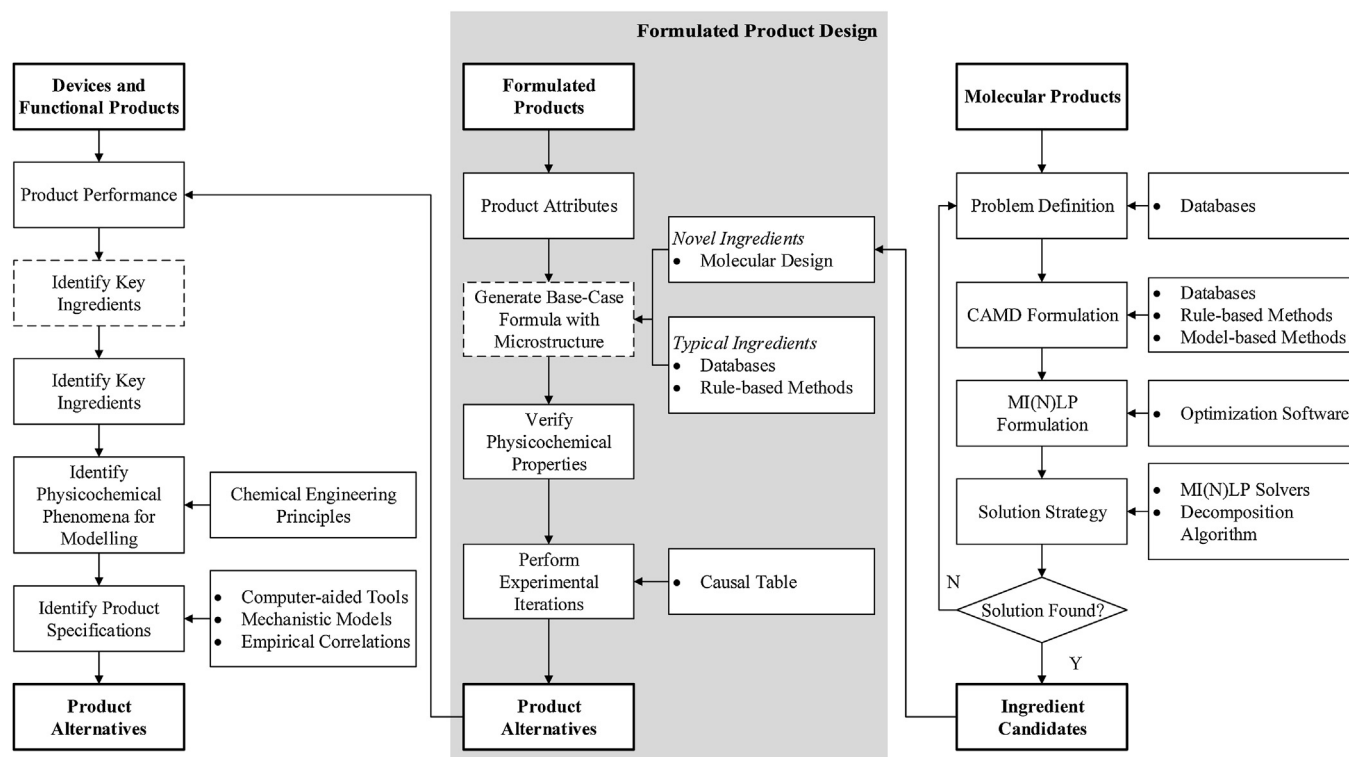 Formulated Product Design
Devices and
Functional Products
Product Performance
Identify Key
Ingredients
Identify Key
Ingredients
Identify
Physicochemical
Phenomena for
Modelling
Chemical Engineering
Principles
Identify Product
Specifications
• Computer-aided Tools
• Mechanistic Models
• Empirical Correlations
Product
Alternatives
Formulated
Products
Product Attributes
Generate Base-Case
Formula with
Microstructure
Novel Ingredients
• Molecular Design
Typical Ingredients
• Databases
• Rule-based Methods
Verify
Physicochemical
Properties
Perform
Experimental
Iterations
• Causal Table
Product
Alternatives
Molecular Products
Problem Definition
• Databases
CAMD Formulation
• Databases
• Rule-based Methods
• Model-based Methods
MI(N)LP
Formulation
• Optimization Software
Solution Strategy
• MI(N)LP Solvers
• Decomposition
Algorithm
N
Solution Found?
Y
Ingredient
Candidates